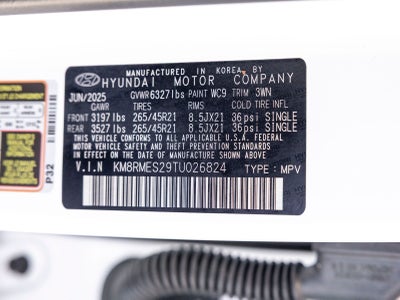 MANUFACTURED IN KOREA BY
HYUNDAI MOTOR COMPANY
JUN/2025 GVWR 6327lbs PAINT WC9 TRIM 3WN
GAWR TIRES RIMS COLD INFL
FRONT 3197 lbs 265/45R21 8.5JX21 36psi SINGLE
REAR 3527lbs 265/45R21 8.5JX21 36psi SINGLE
THIS VEHICLE CONFORMS TO ALL APPLICABLE U.S.A. FEDERAL
MOTOR VEHICLE SAFETY AND THEFT PREVENTION STANDARDS
IN EFFECT ON THE DATE OF MANUFACTURE SHOWN ABOVE.
V.I.N KM8RMES29TU026824 TYPE: MPV
P32